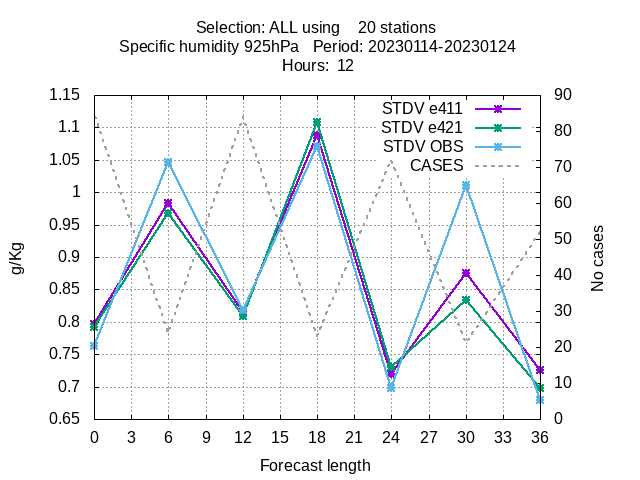 Selection: ALL using    20 stations
Specific humidity 925hPa   Period: 20230114-20230124
Hours:  12
STDV e411
STDV e421
STDV OBS
CASES
g/Kg
1.15
1.1
1.05
1
0.95
0.9
0.85
0.8
0.75
0.7
0.65
90
80
70
60
50
40
30
20
10
0
No cases
0 3 6 9 12 15 18 21 24 27 30 33 36
Forecast length